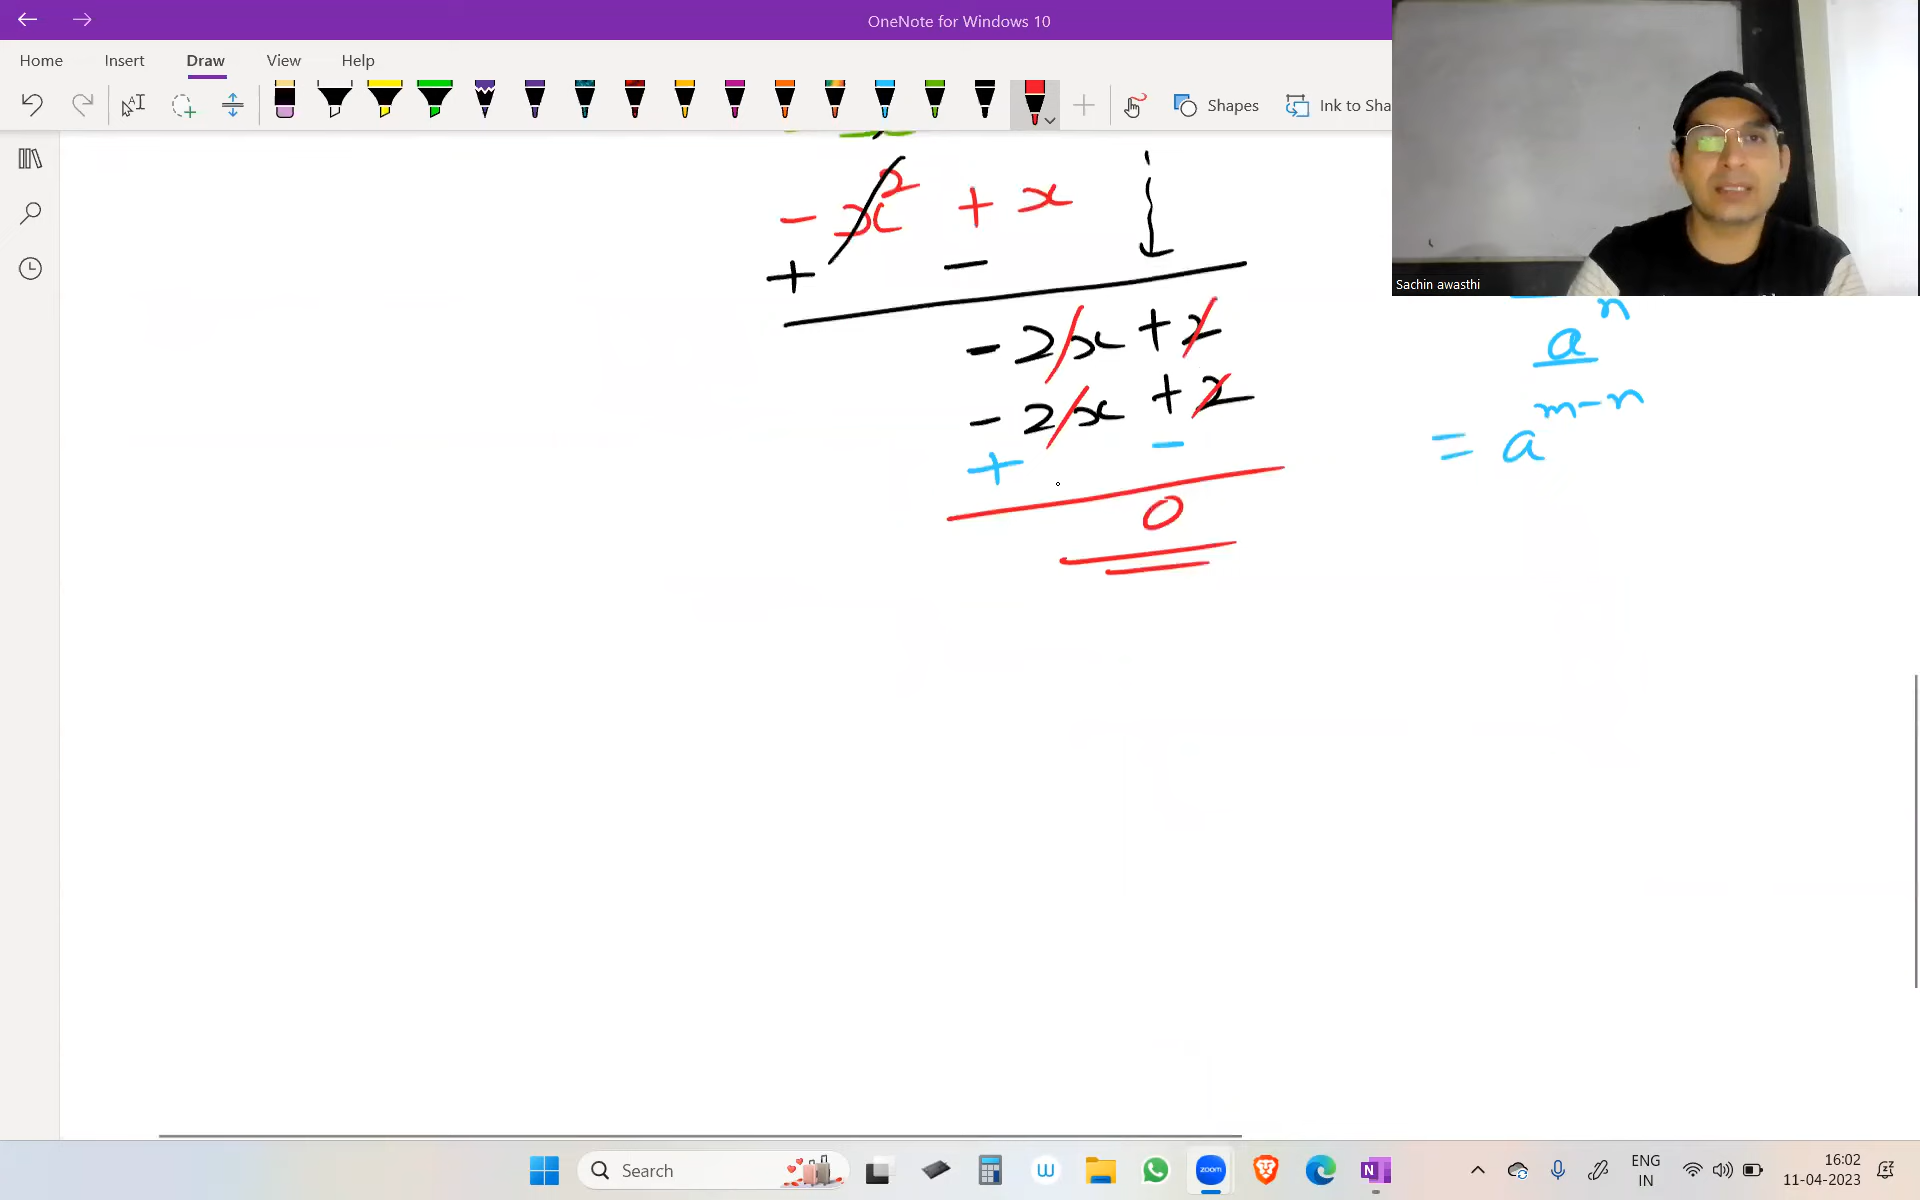 OneNote for Windows 10
Home Insert Draw View Help
Shapes Ink to Sha
Sachin awasthi
- x² + x
+ -
- 2x + 2
- 2x + 2
+ -
0
n
a
= a^{m-n}
Search
zoom
N
ENG
IN
16:02
11-04-2023